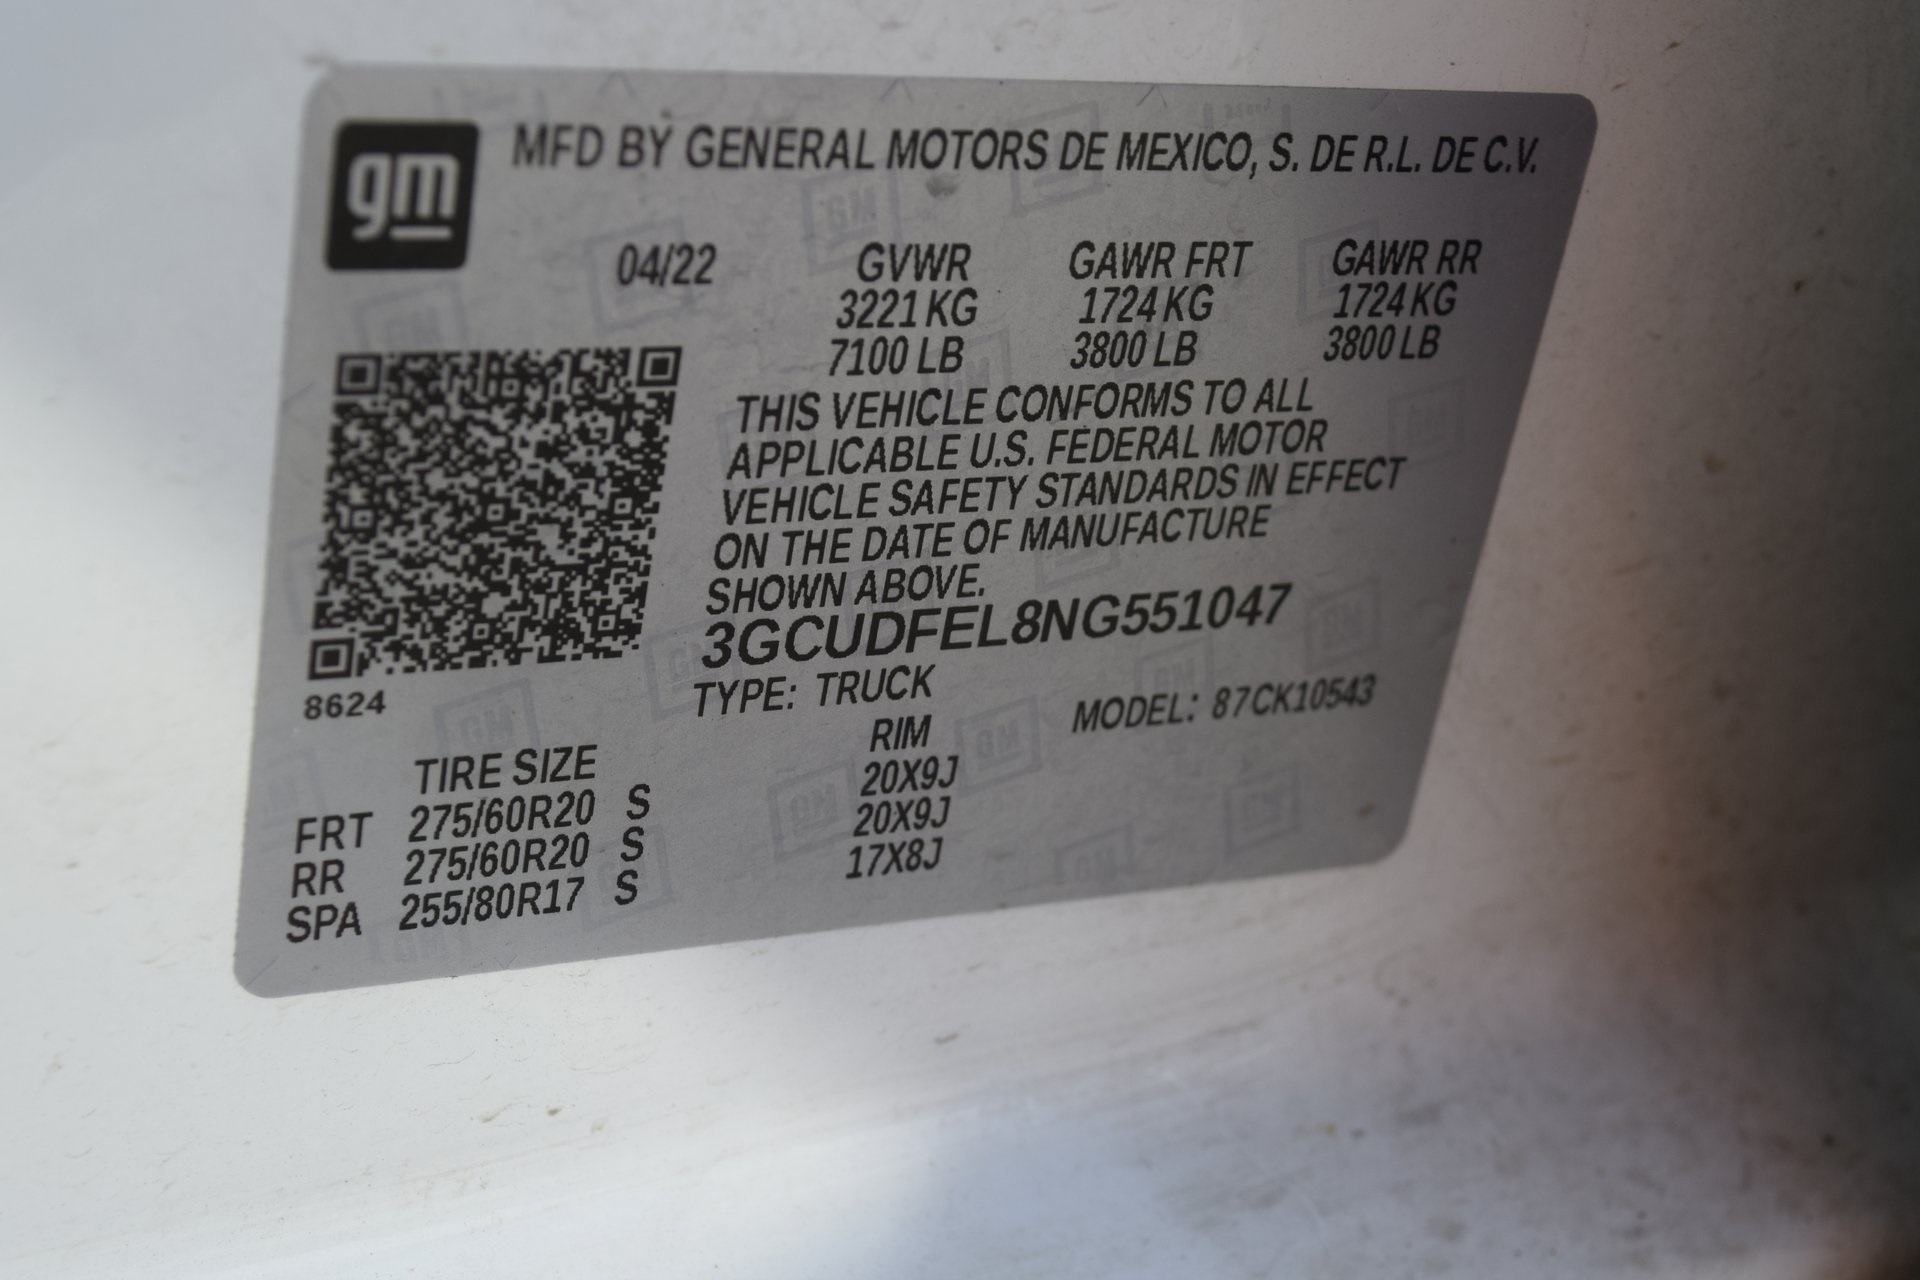 gm
MFD BY GENERAL MOTORS DE MEXICO, S. DE R.L. DE C.V.
04/22 GVWR GAWR FRT GAWR RR
3221 KG 1724 KG 1724 KG
7100 LB 3800 LB 3800 LB
THIS VEHICLE CONFORMS TO ALL
APPLICABLE U.S. FEDERAL MOTOR
VEHICLE SAFETY STANDARDS IN EFFECT
ON THE DATE OF MANUFACTURE
SHOWN ABOVE.
3GCUDFEL8NG551047
8624
TYPE: TRUCK MODEL: 87CK10543
TIRE SIZE RIM
FRT 275/60R20 S 20X9J
RR 275/60R20 S 20X9J
SPA 255/80R17 S 17X8J